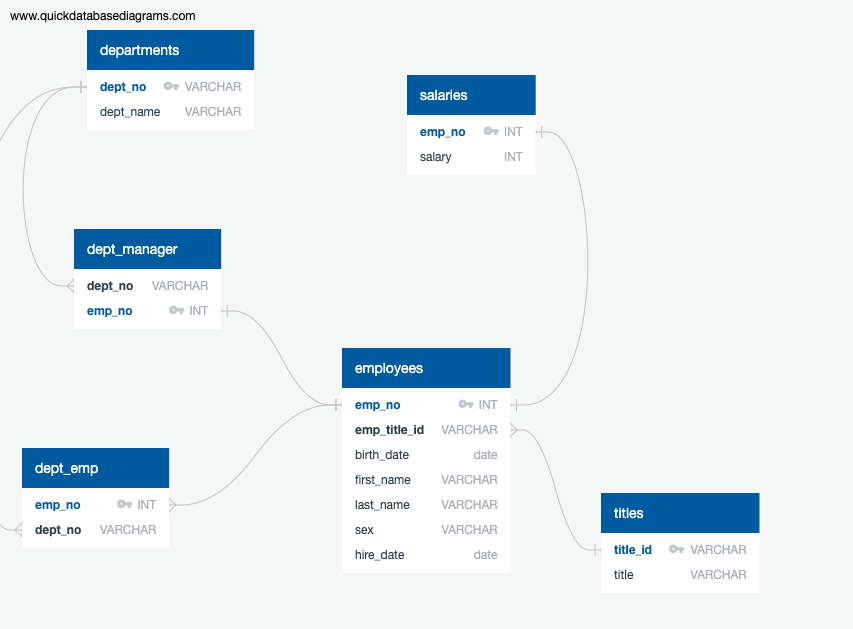 www.quickdatabasediagrams.com
departments
dept_no VARCHAR
dept_name VARCHAR
salaries
emp_no INT
salary INT
dept_manager
dept_no VARCHAR
emp_no INT
employees
emp_no INT
emp_title_id VARCHAR
birth_date date
first_name VARCHAR
last_name VARCHAR
sex VARCHAR
hire_date date
dept_emp
emp_no INT
dept_no VARCHAR
titles
title_id VARCHAR
title VARCHAR